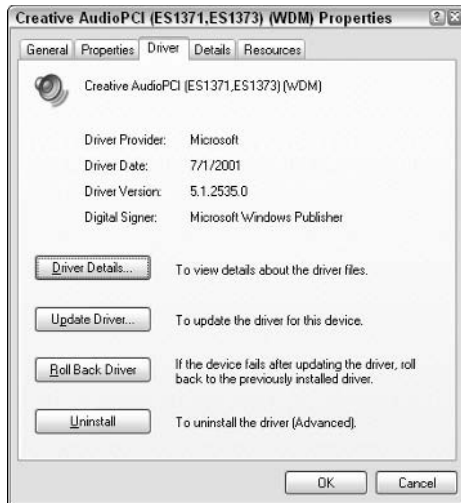 Creative AudioPCI (ES1371,ES1373) (WDM) Properties
General Properties Driver Details Resources
Creative AudioPCI (ES1371,ES1373) (WDM)
Driver Provider: Microsoft
Driver Date: 7/1/2001
Driver Version: 5.1.2535.0
Digital Signer: Microsoft Windows Publisher
Driver Details... To view details about the driver files.
Update Driver... To update the driver for this device.
Roll Back Driver If the device fails after updating the driver, roll
back to the previously installed driver.
Uninstall To uninstall the driver (Advanced).
OK Cancel